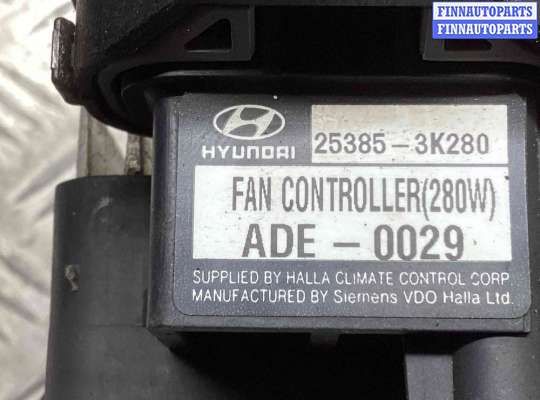 FINNAUTOPARTS
FINNAUTOPARTS
HYUNDAI 25385-3K280
FAN CONTROLLER(280W)
ADE - 0029
SUPPLIED BY HALLA CLIMATE CONTROL CORP
MANUFACTURED BY Siemens VDO Halla Ltd.